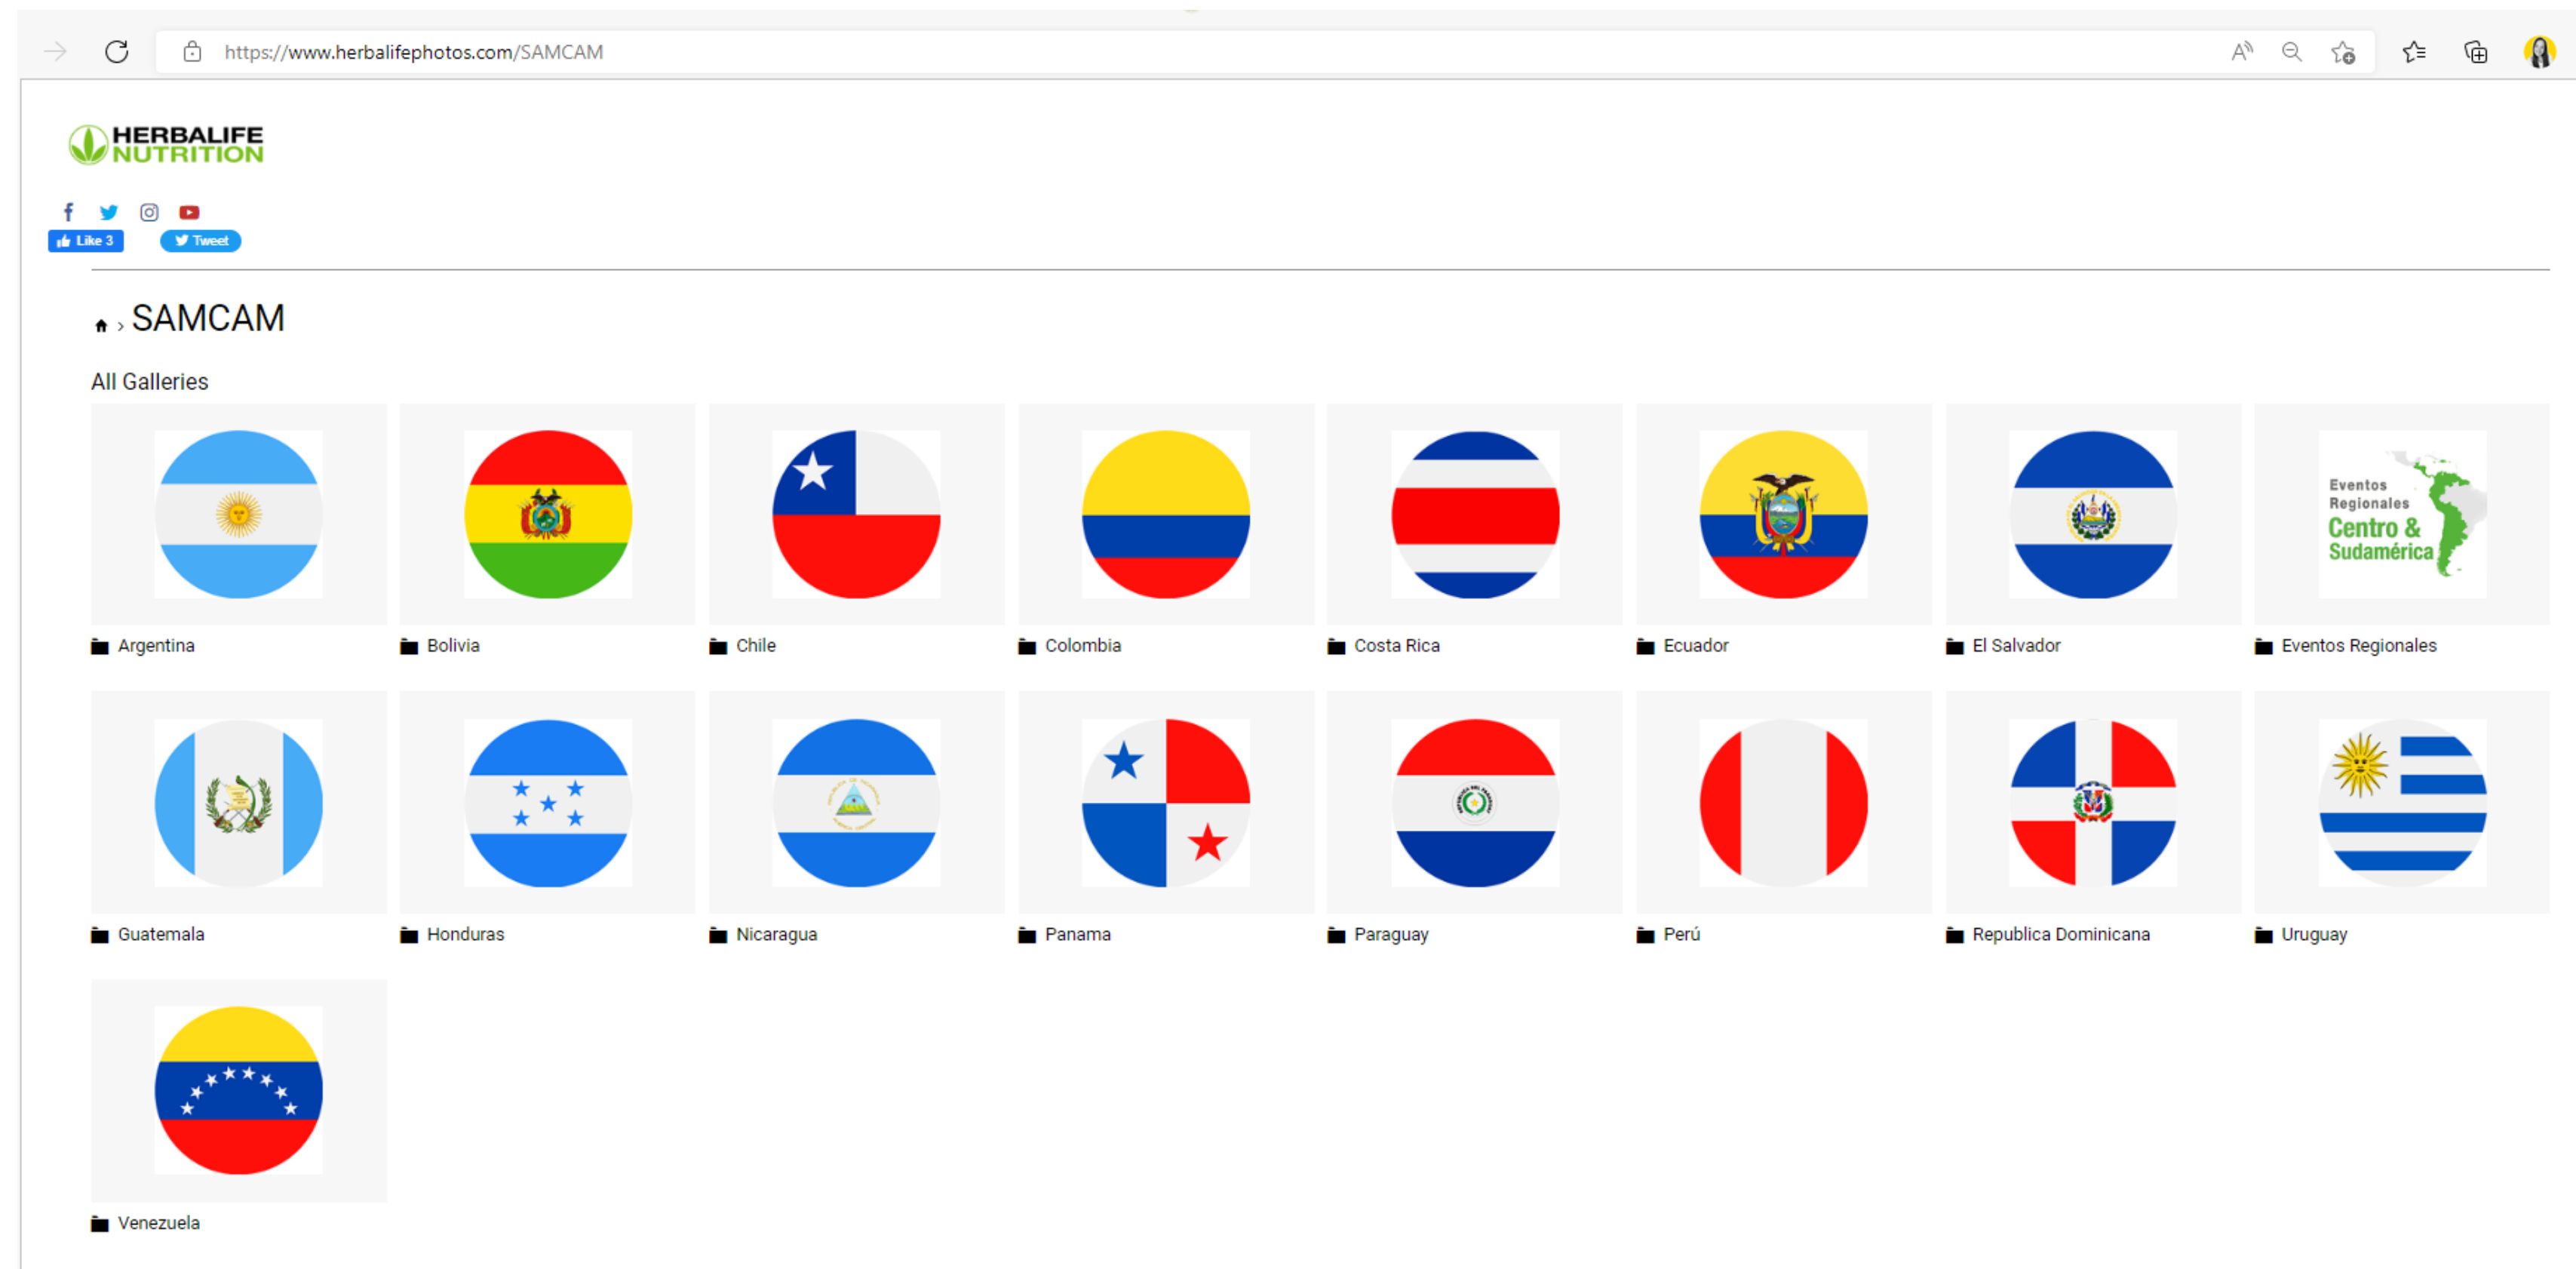 https://www.herbalifephotos.com/SAMCAM
HERBALIFE
NUTRITION
Like 3
Tweet
SAMCAM
All Galleries
Eventos
Regionales
Centro &
Sudamérica
Argentina
Bolivia
Chile
Colombia
Costa Rica
Ecuador
El Salvador
Eventos Regionales
Guatemala
Honduras
Nicaragua
Panama
Paraguay
Perú
Republica Dominicana
Uruguay
Venezuela